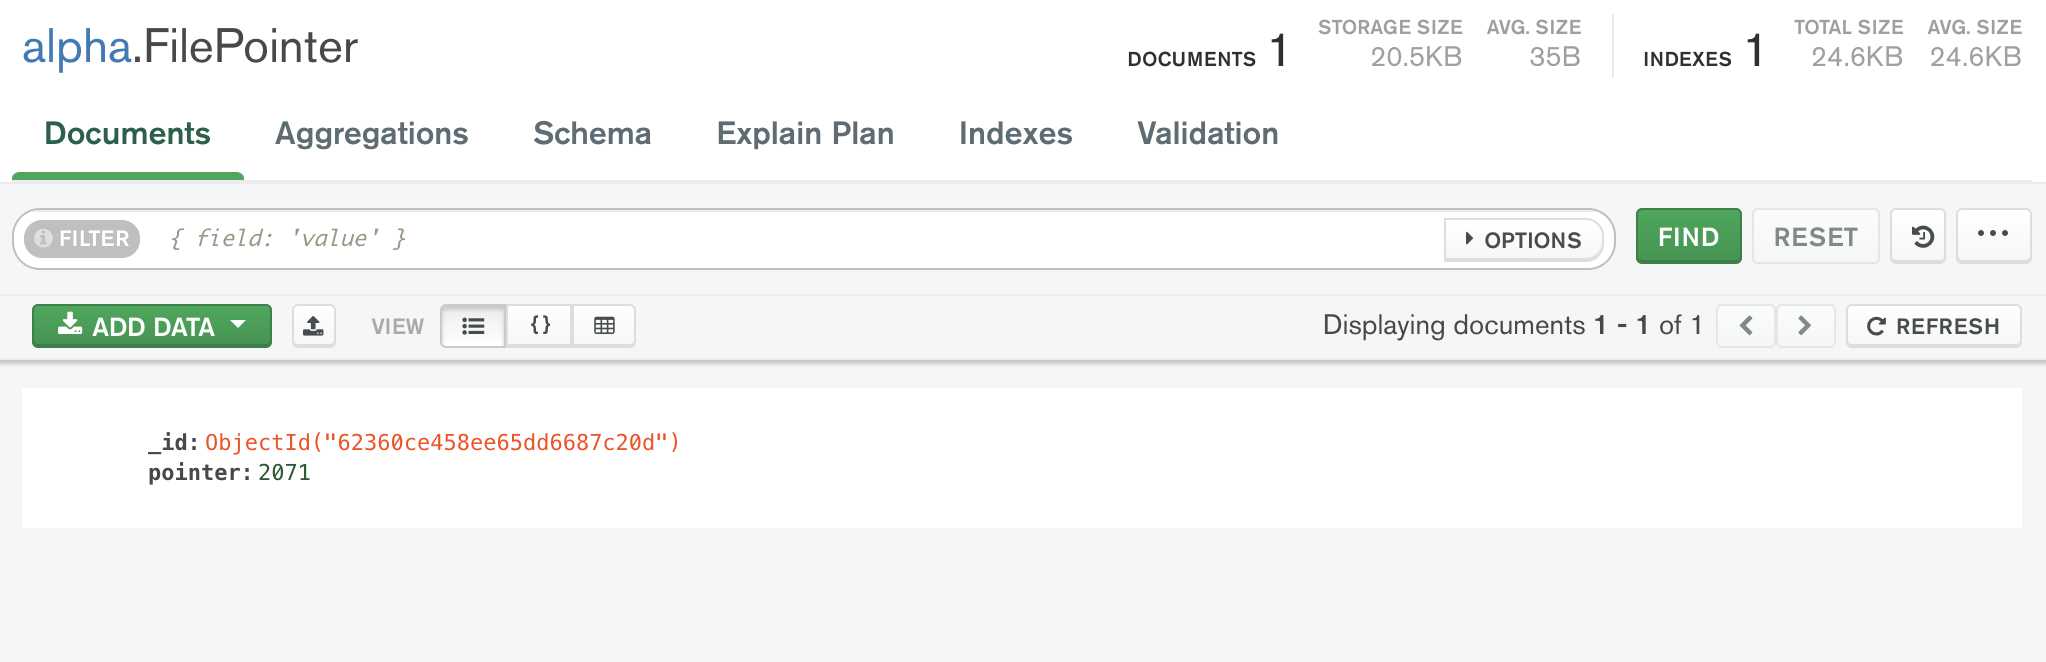 alpha.FilePointer
DOCUMENTS 1
STORAGE SIZE
20.5KB
AVG. SIZE
35B
INDEXES 1
TOTAL SIZE
24.6KB
AVG. SIZE
24.6KB
Documents
Aggregations
Schema
Explain Plan
Indexes
Validation
FILTER
{ field: 'value' }
OPTIONS
FIND
RESET
ADD DATA
VIEW
{}
Displaying documents 1 - 1 of 1
REFRESH
_id: ObjectId("62360ce458ee65dd6687c20d")
pointer: 2071